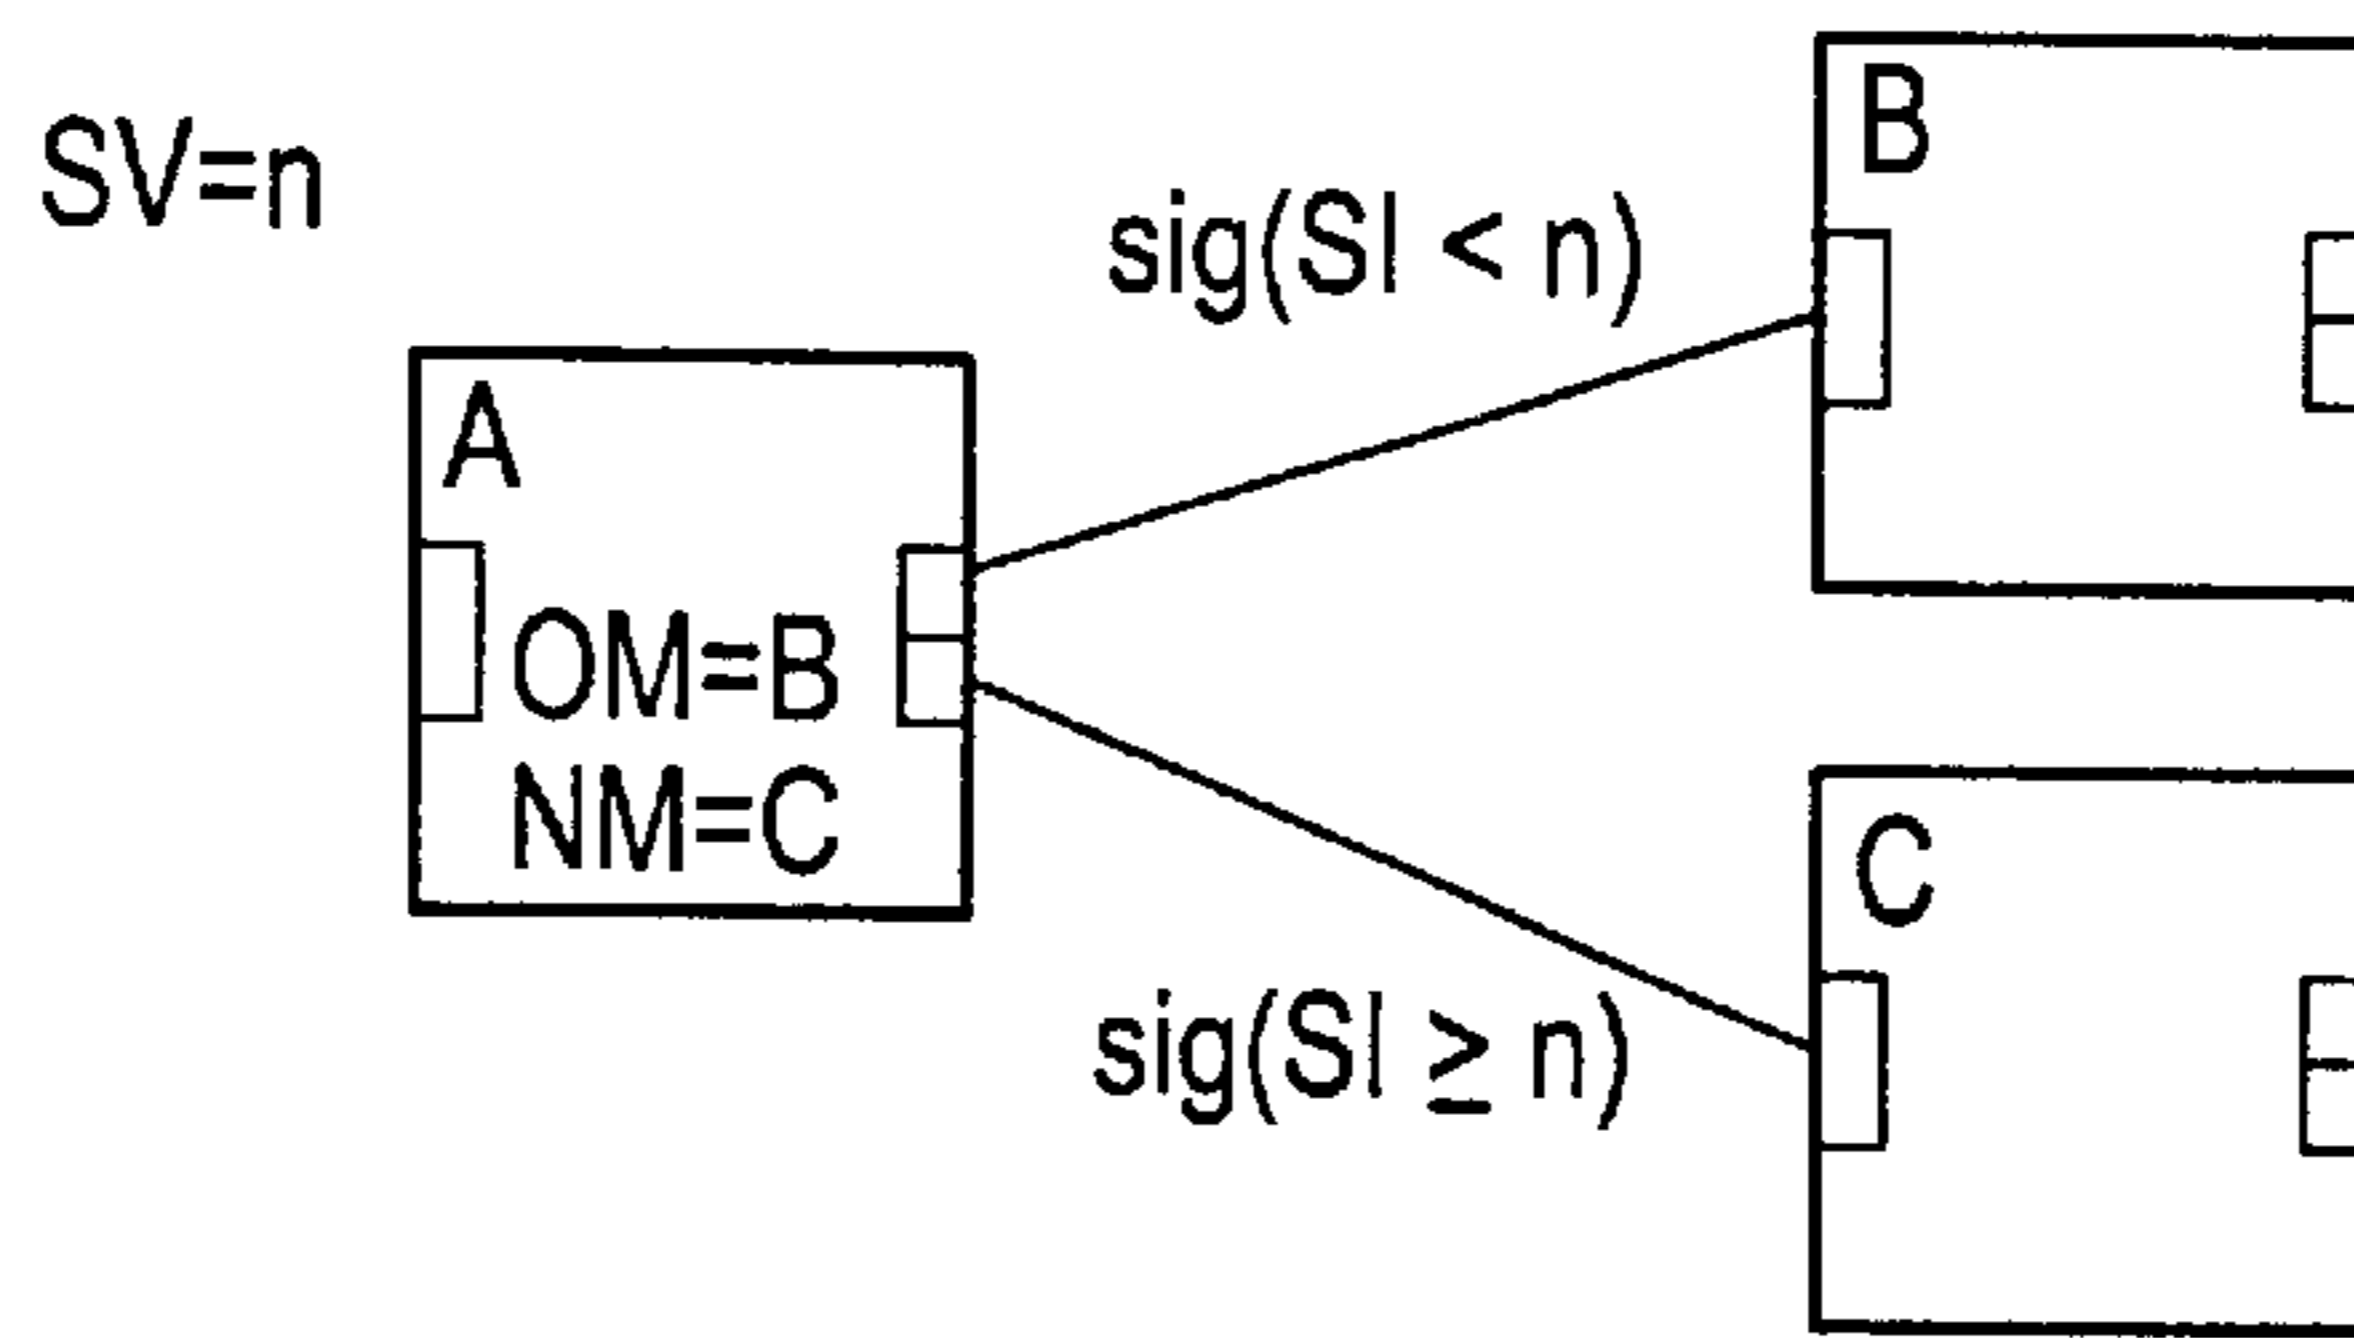 SV=n
sig(SI < n)
B
A
OM=B
NM=C
C
sig(SI ≥ n)